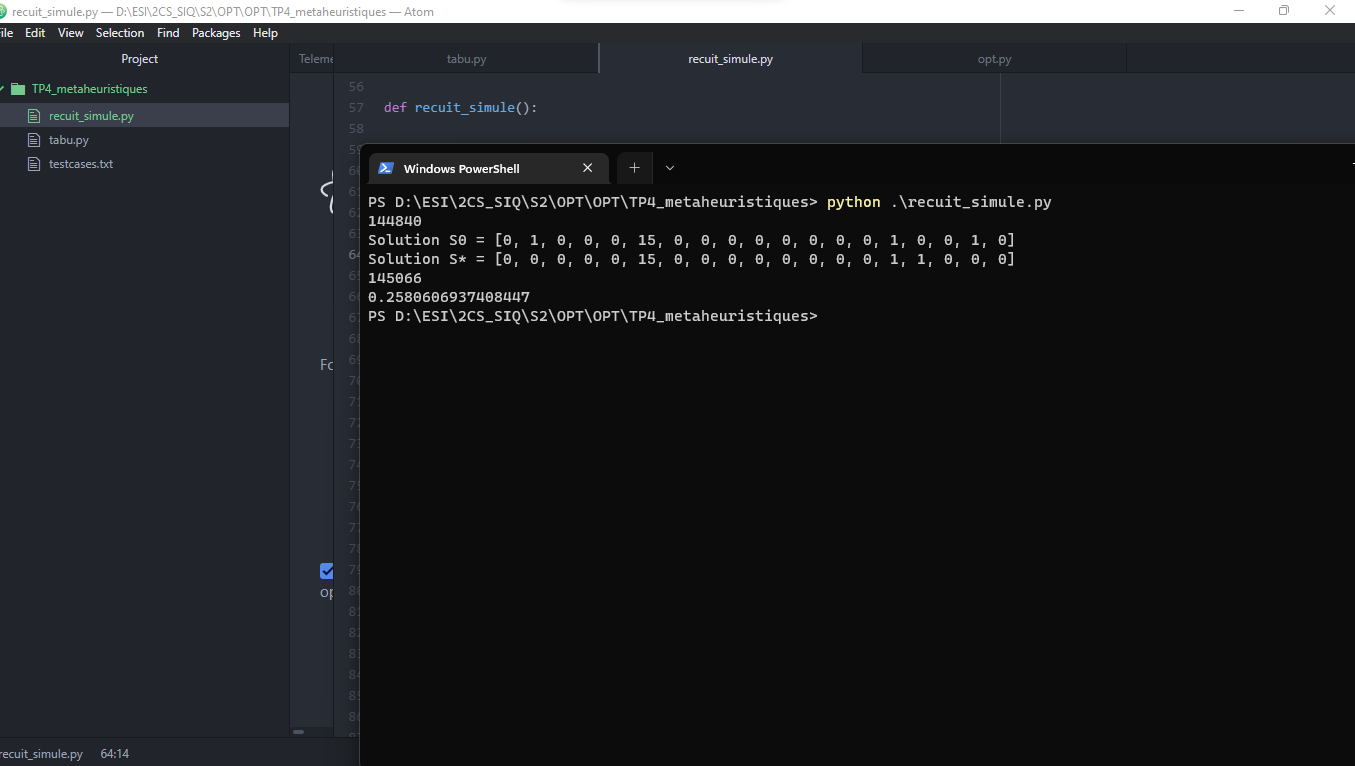 recuit_simule.py — D:\ESI\2CS_SIQ\S2\OPT\OPT\TP4_metaheuristiques — Atom
ile Edit View Selection Find Packages Help
Project
Teleme
tabu.py
recuit_simule.py
opt.py
TP4_metaheuristiques
recuit_simule.py
tabu.py
testcases.txt
56
57 def recuit_simule():
58
Windows PowerShell
PS D:\ESI\2CS_SIQ\S2\OPT\OPT\TP4_metaheuristiques> python .\recuit_simule.py
144840
Solution S0 = [0, 1, 0, 0, 0, 15, 0, 0, 0, 0, 0, 0, 0, 0, 1, 0, 0, 1, 0]
Solution S* = [0, 0, 0, 0, 0, 15, 0, 0, 0, 0, 0, 0, 0, 0, 1, 1, 0, 0, 0]
145066
0.2580606937408447
PS D:\ESI\2CS_SIQ\S2\OPT\OPT\TP4_metaheuristiques>
Fo
op
recuit_simule.py 64:14